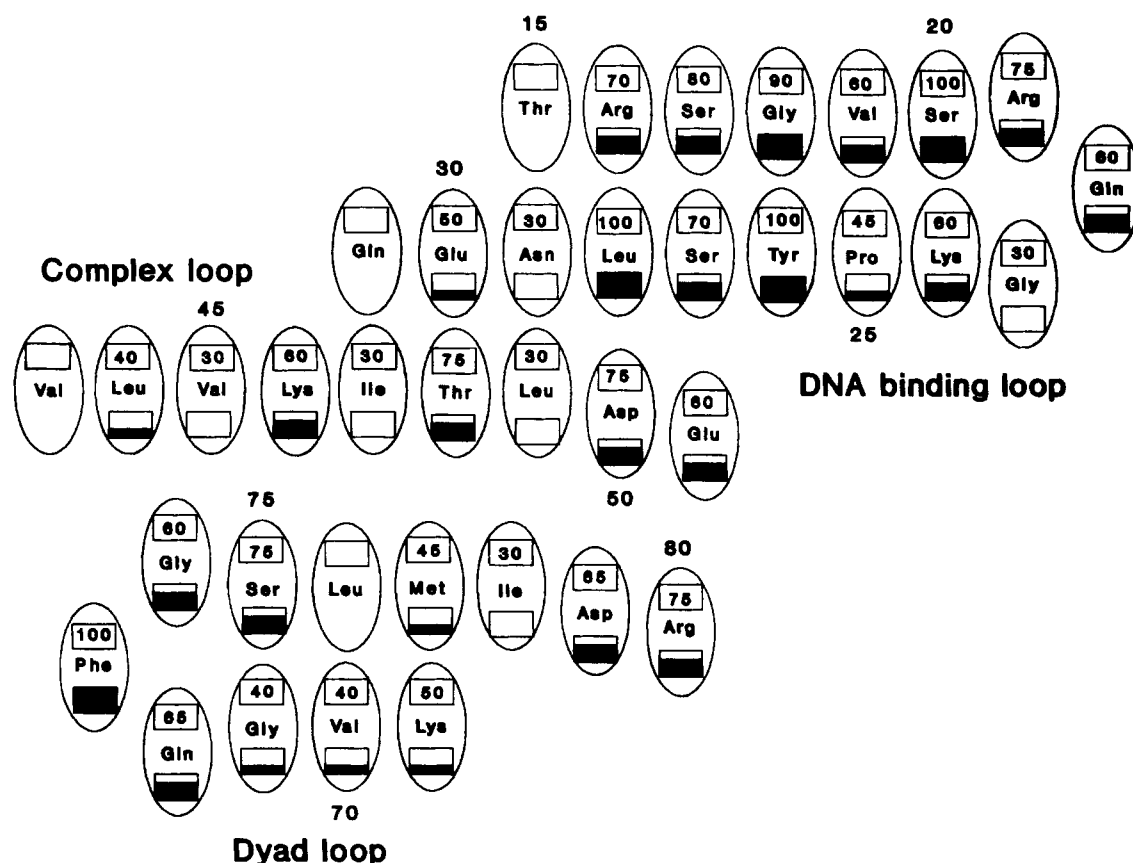 15 20
70 80 90 60 100 75
Thr Arg Ser Gly Val Ser Arg
60
Gln
30
50 30 100 70 100 45 60 30
Gln Glu Asn Leu Ser Tyr Pro Lys Gly
25
DNA binding loop
Complex loop
45
40 30 60 30 75 30 75 60
Val Leu Val Lys Ile Thr Leu Asp Glu
50
75 80
60 75 45 30 65 75
Gly Ser Leu Met Ile Asp Arg
100
Phe
65 40 40 50
Gln Gly Val Lys
70
Dyad loop